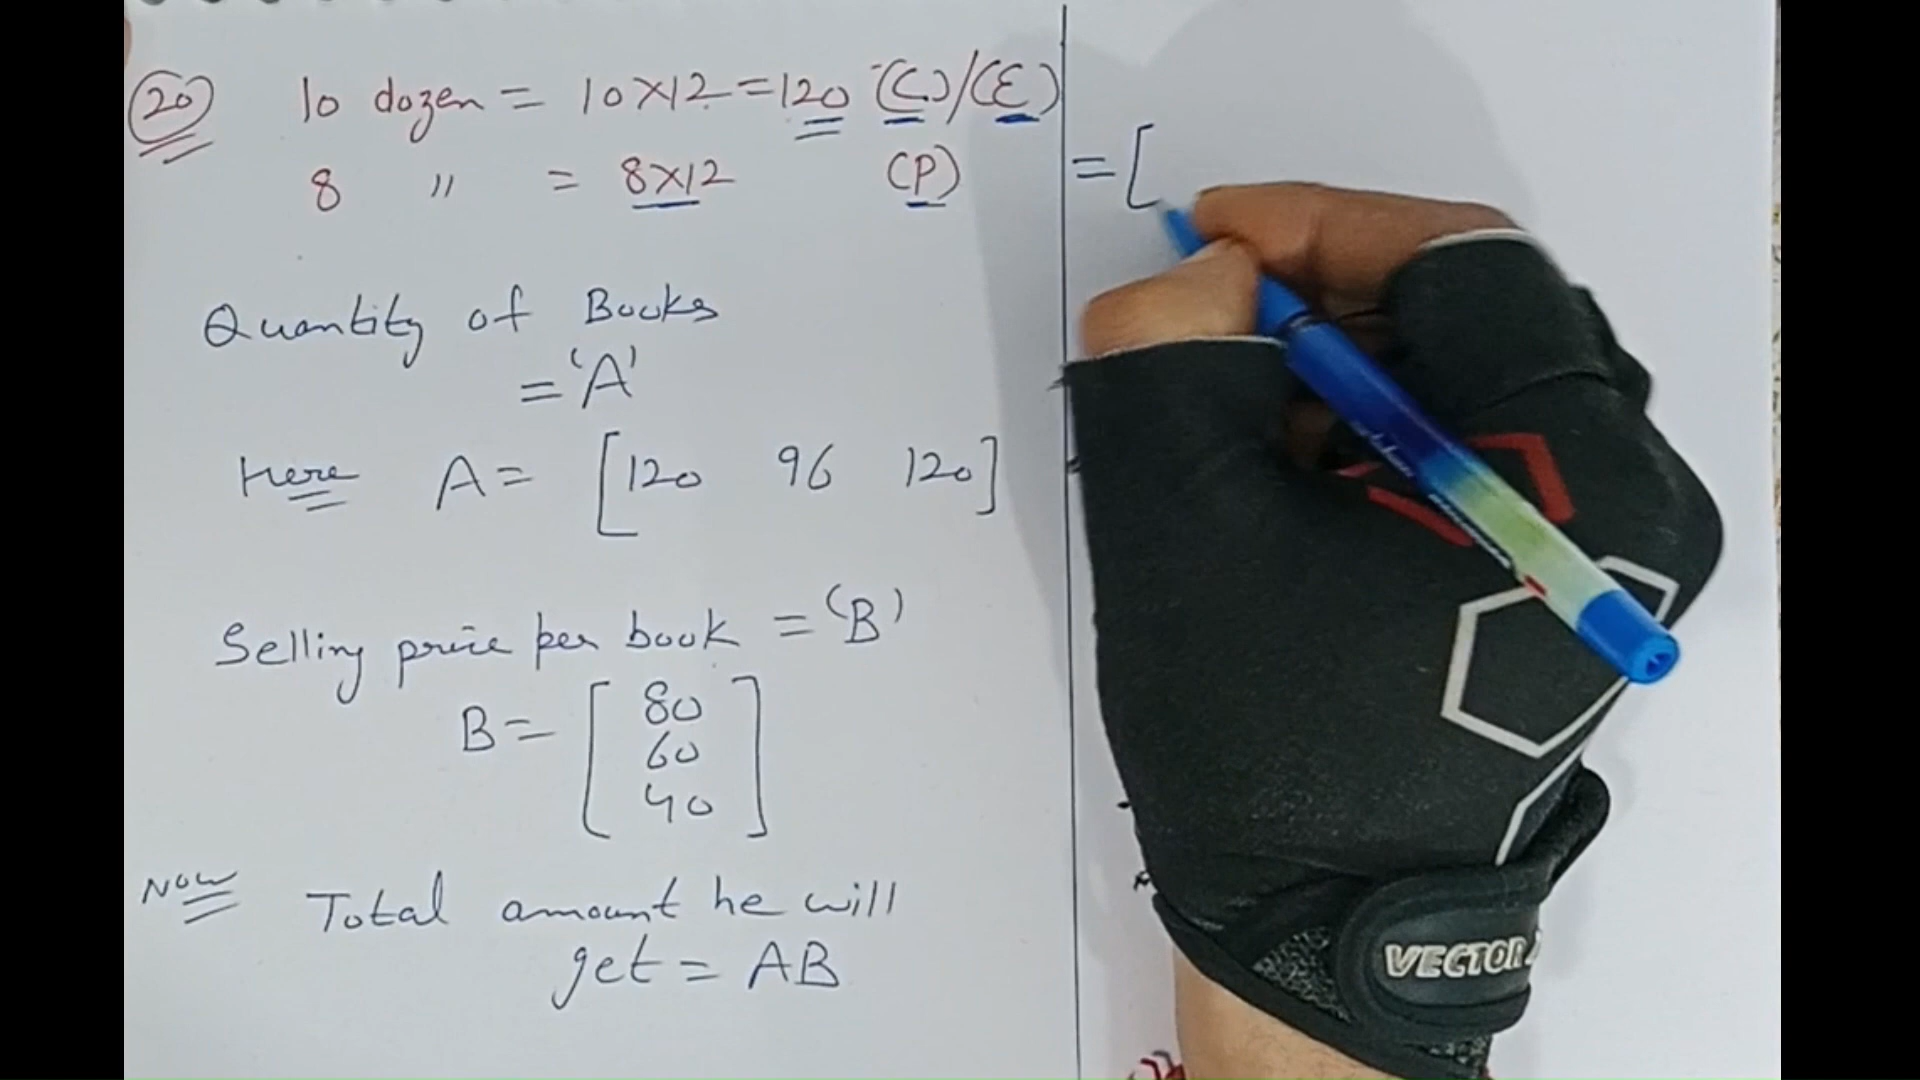 20 10 dozen = 10×12 = 120 (C)/(E)
8 " = 8×12 (P)
Quantity of Books
= 'A'
Here A = [120 96 120]
Selling price per book = 'B'
B = [80
60
40]
Now Total amount he will
get = AB
= [
VECTOR X